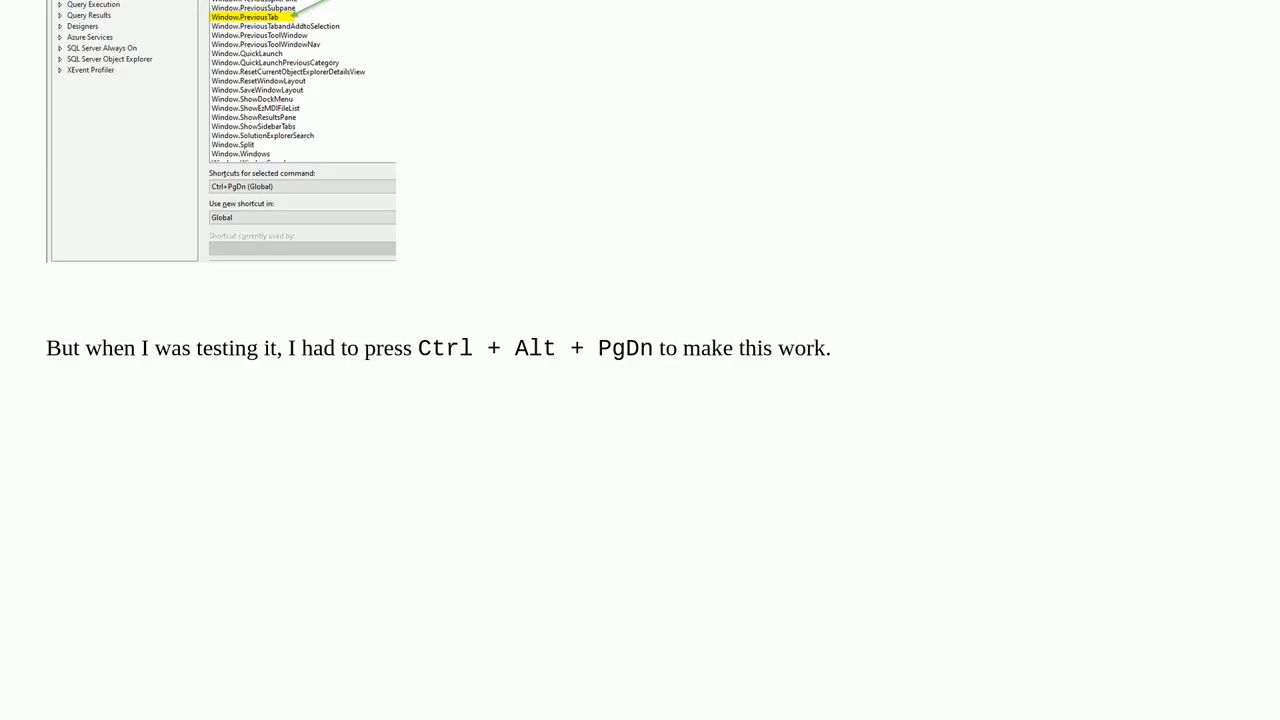 Query Execution
Query Results
Designers
Azure Services
SQL Server Always On
SQL Server Object Explorer
XEvent Profiler
Window.PreviousSubpane
Window.PreviousTab
Window.PreviousTabandAddtoSelection
Window.PreviousToolWindow
Window.PreviousToolWindowNav
Window.QuickLaunch
Window.QuickLaunchPreviousCategory
Window.ResetCurrentObjectExplorerDetailsView
Window.ResetWindowLayout
Window.SaveWindowLayout
Window.ShowDockMenu
Window.ShowEzMDIFileList
Window.ShowResultsPane
Window.ShowSidebarTabs
Window.SolutionExplorerSearch
Window.Split
Window.Windows
Shortcuts for selected command:
Ctrl+PgDn (Global)
Use new shortcut in:
Global
Shortcut currently used by:
But when I was testing it, I had to press Ctrl + Alt + PgDn to make this work.